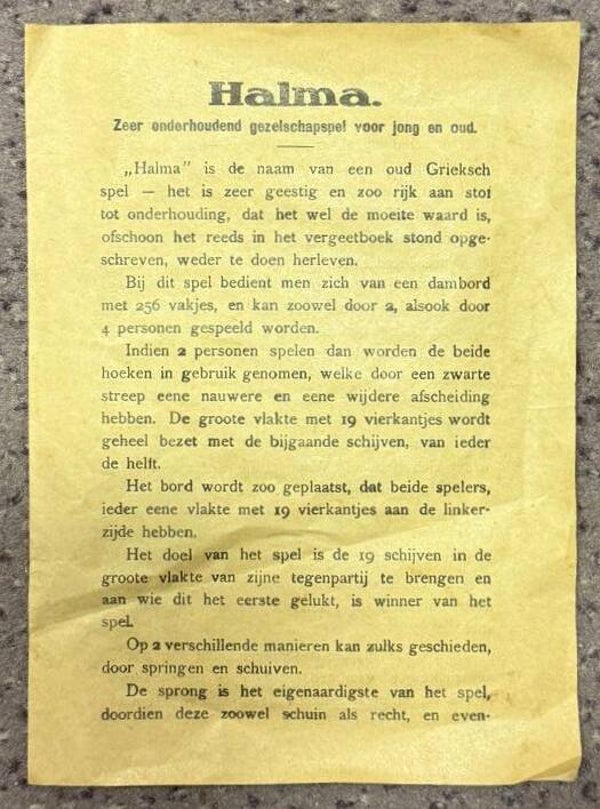 Halma.
Zeer onderhoudend gezelschapspel voor jong en oud.
„Halma” is de naam van een oud Grieksch
spel — het is zeer geestig en zoo rijk aan stof
tot onderhouding, dat het wel de moeite waard is,
ofschoon het reeds in het vergeetboek stond opge-
schreven, weder te doen herleven.
Bij dit spel bedient men zich van een dambord
met 256 vakjes, en kan zoowel door 2, alsook door
4 personen gespeeld worden.
Indien 2 personen spelen dan worden de beide
hoeken in gebruik genomen, welke door een zwarte
streep eene nauwere en eene wijdere afscheiding
hebben. De groote vlakte met 19 vierkantjes wordt
geheel bezet met de bijgaande schijven, van ieder
de helft.
Het bord wordt zoo geplaatst, dat beide spelers,
ieder eene vlakte met 19 vierkantjes aan de linker-
zijde hebben.
Het doel van het spel is de 19 schijven in de
groote vlakte van zijne tegenpartij te brengen en
aan wie dit het eerste gelukt, is winner van het
spel.
Op 2 verschillende manieren kan zulks geschieden,
door springen en schuiven.
De sprong is het eigenaardigste van het spel,
doordien deze zoowel schuin als recht, en even-